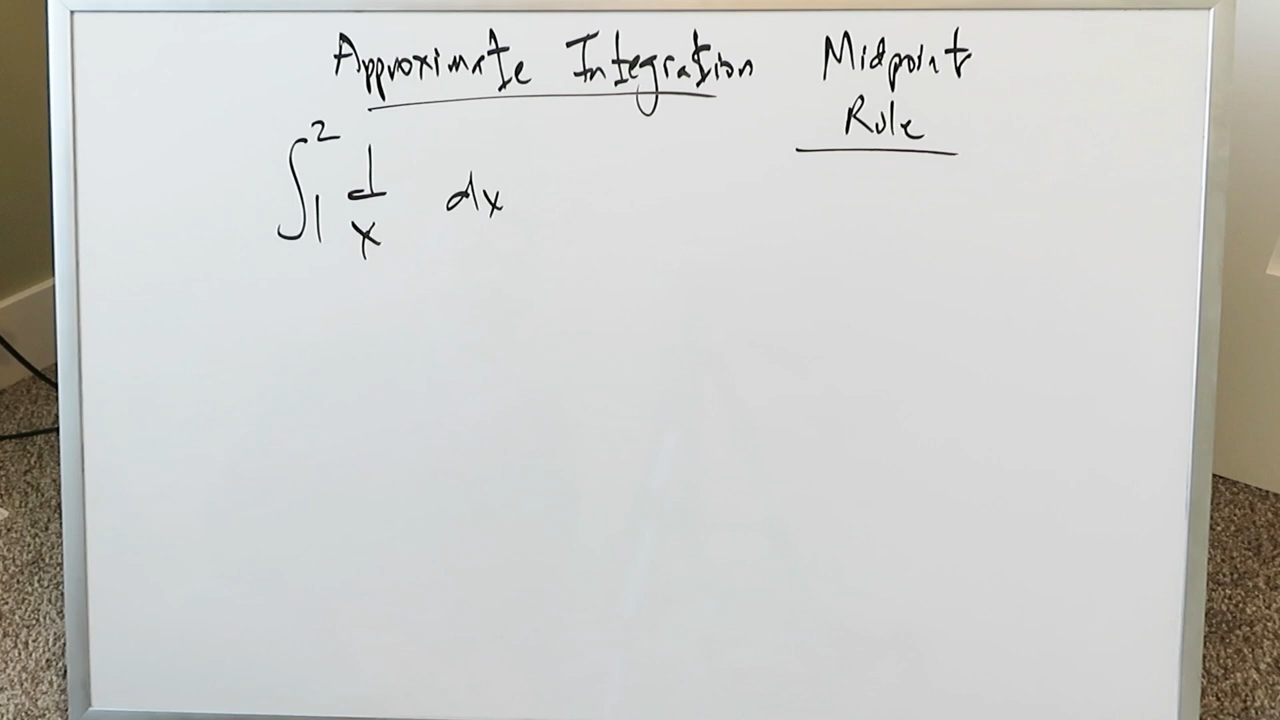 Approximate Integration Midpoint
Rule
∫₁² 1/x dx